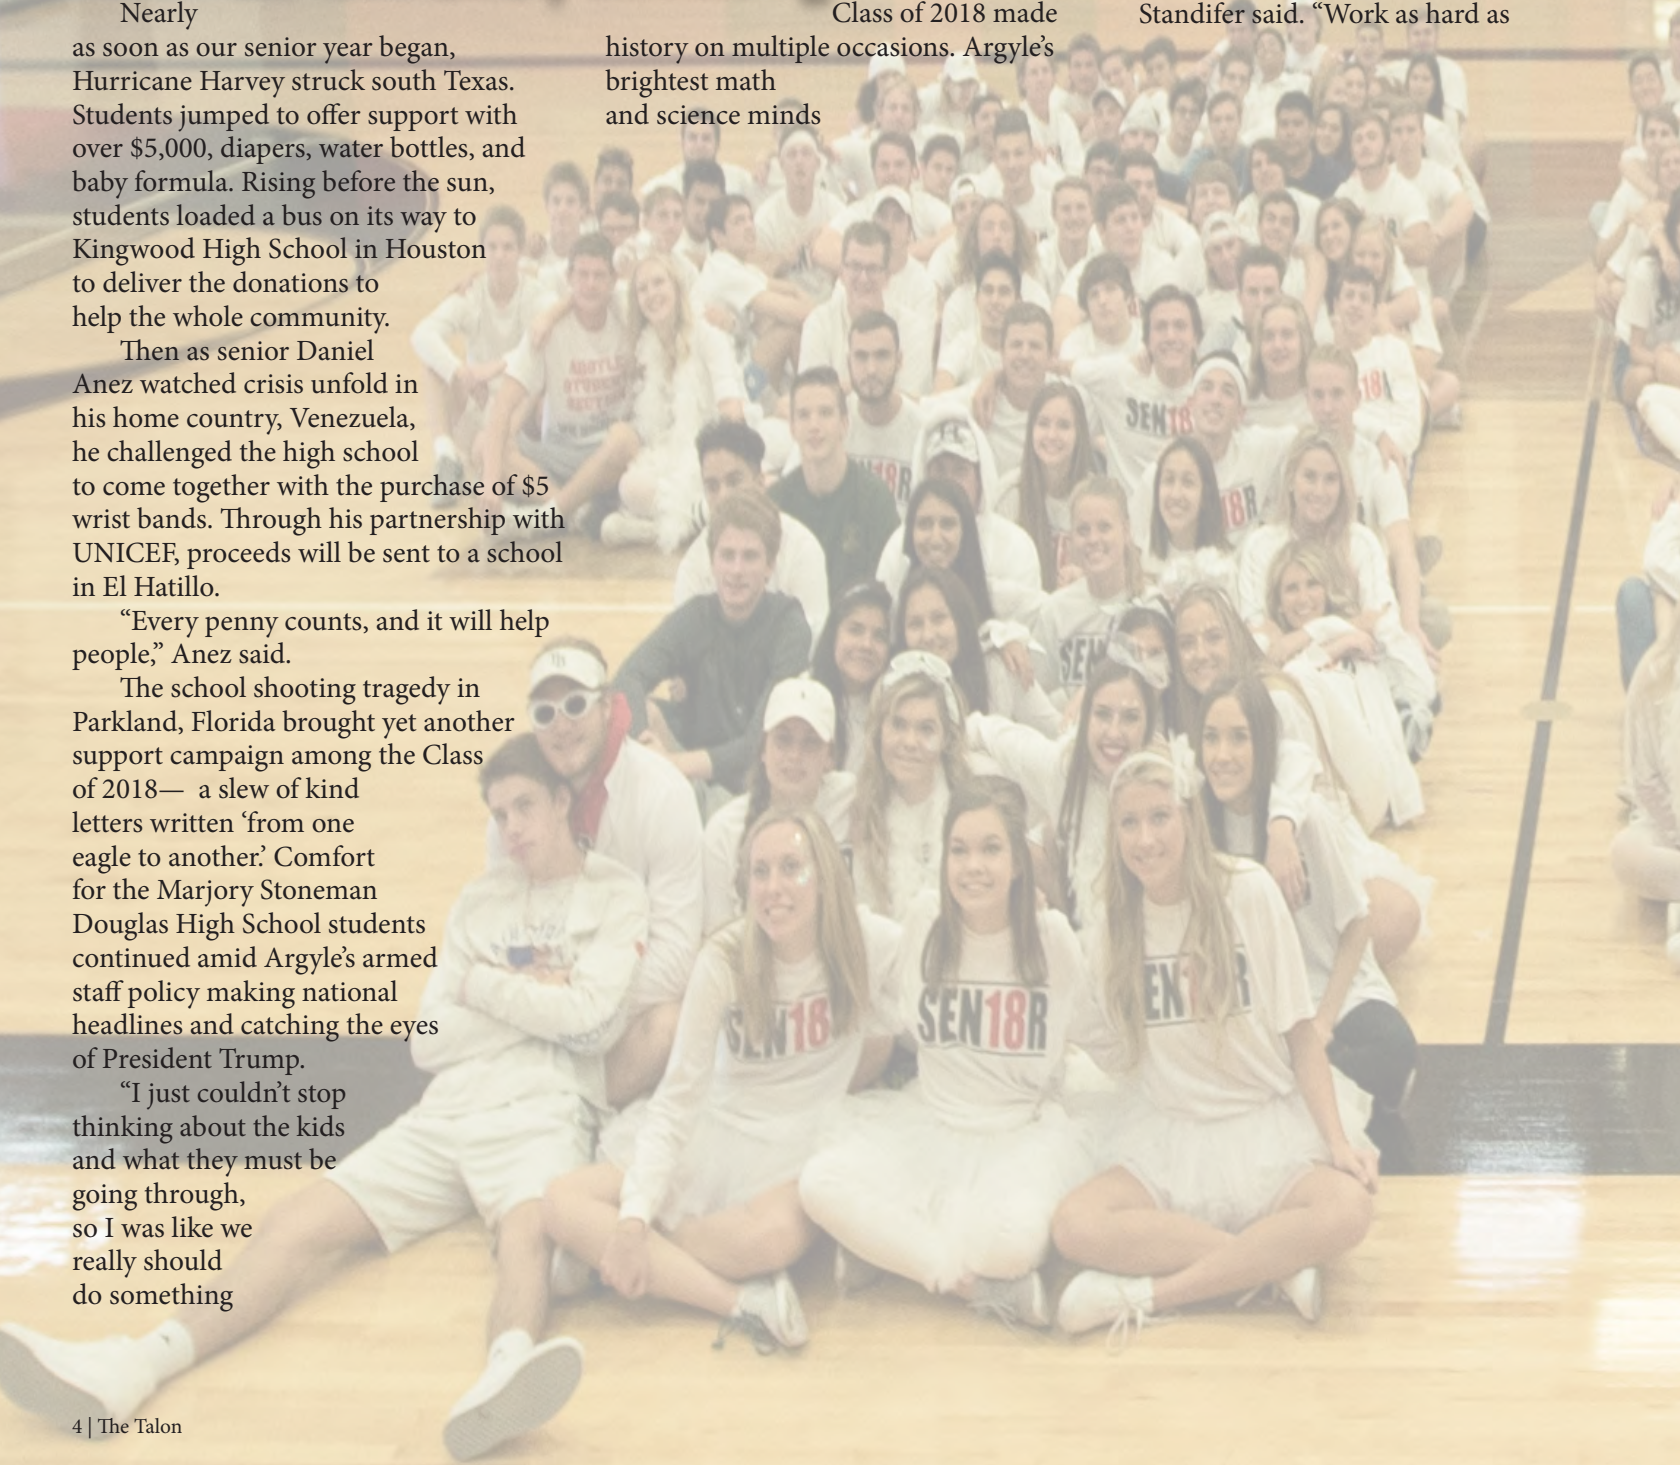 Nearly
as soon as our senior year began,
Hurricane Harvey struck south Texas.
Students jumped to offer support with
over $5,000, diapers, water bottles, and
baby formula. Rising before the sun,
students loaded a bus on its way to
Kingwood High School in Houston
to deliver the donations to
help the whole community.
Then as senior Daniel
Anez watched crisis unfold in
his home country, Venezuela,
he challenged the high school
to come together with the purchase of $5
wrist bands. Through his partnership with
UNICEF, proceeds will be sent to a school
in El Hatillo.
“Every penny counts, and it will help
people,” Anez said.
The school shooting tragedy in
Parkland, Florida brought yet another
support campaign among the Class
of 2018— a slew of kind
letters written ‘from one
eagle to another.’ Comfort
for the Marjory Stoneman
Douglas High School students
continued amid Argyle’s armed
staff policy making national
headlines and catching the eyes
of President Trump.
“I just couldn’t stop
thinking about the kids
and what they must be
going through,
so I was like we
really should
do something
Class of 2018 made
history on multiple occasions. Argyle’s
brightest math
and science minds
Standifer said. “Work as hard as
ARGYLE
STUDENT
SECTION
SEN18
18R
18R
SEN
SEN18
SEN18R
EN1 R
4 | The Talon